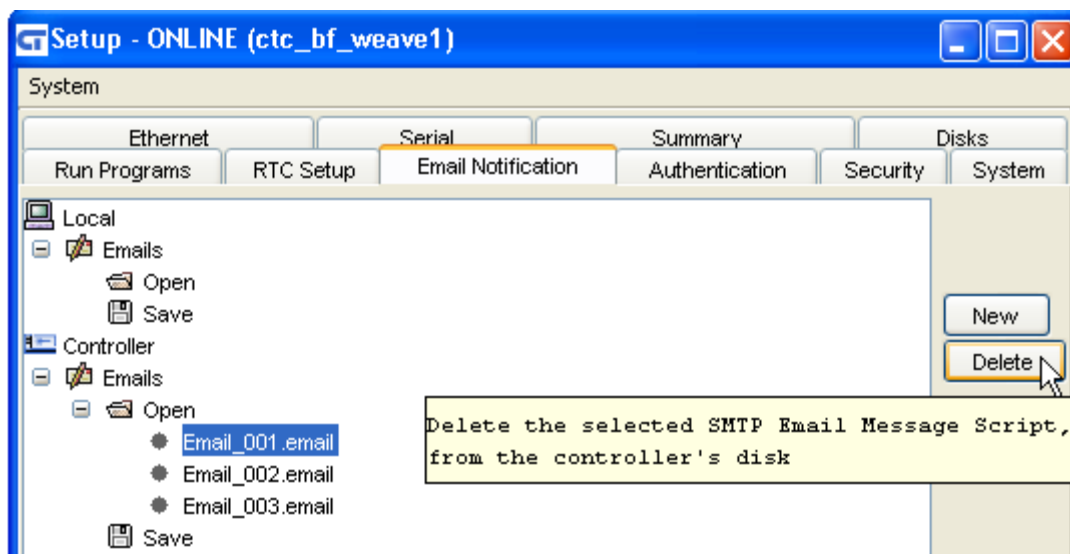 CT Setup - ONLINE (ctc_bf_weave1)
System
Ethernet Serial Summary Disks
Run Programs RTC Setup Email Notification Authentication Security System
Local
Emails
Open
Save
New
Controller
Delete
Emails
Open
Delete the selected SMTP Email Message Script,
from the controller's disk
Email_001.email
Email_002.email
Email_003.email
Save